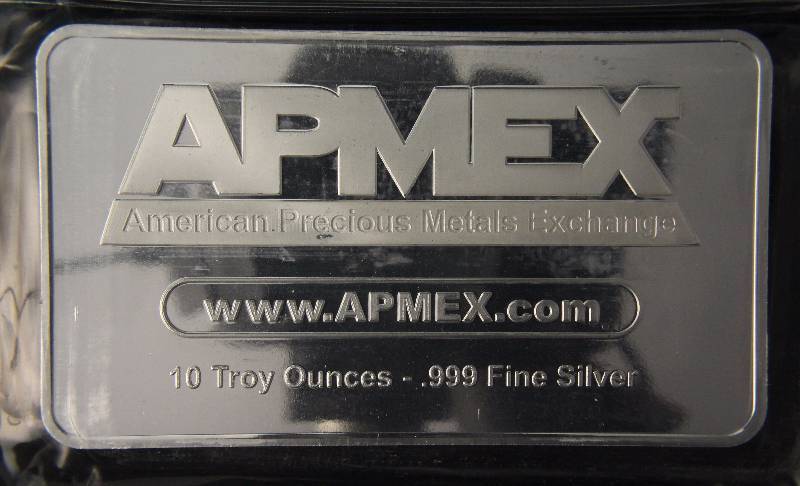 APMEX
American Precious Metals Exchange
www.APMEX.com
10 Troy Ounces - .999 Fine Silver